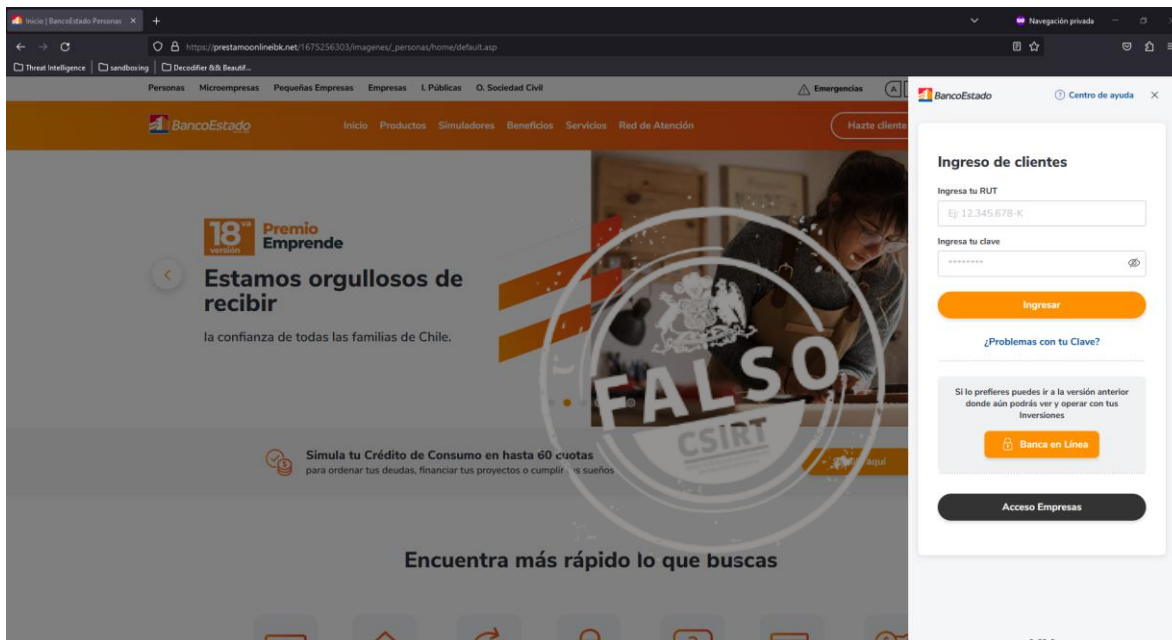 Inicio | BancoEstado Personas
Navegación privada
https://prestamoonlineibk.net/1675256303/imagenes/_personas/home/default.asp
Threat Intelligence
sandboxing
Decodifier && Beautif...
Personas Microempresas Pequeñas Empresas Empresas I. Públicas O. Sociedad Civil
Emergencias
A
BancoEstado
Inicio Productos Simuladores Beneficios Servicios Red de Atención
Hazte cliente
18va versión
Premio Emprende
Estamos orgullosos de
recibir
la confianza de todas las familias de Chile.
FALSO
CSIRT
Simula tu Crédito de Consumo en hasta 60 cuotas
para ordenar tus deudas, financiar tus proyectos o cumplir tus sueños
aquí
Encuentra más rápido lo que buscas
BancoEstado
Centro de ayuda
Ingreso de clientes
Ingresa tu RUT
Ej: 12.345.678-K
Ingresa tu clave
********
Ingresar
¿Problemas con tu Clave?
Si lo prefieres puedes ir a la versión anterior
donde aún podrás ver y operar con tus
Inversiones
Banca en Línea
Acceso Empresas